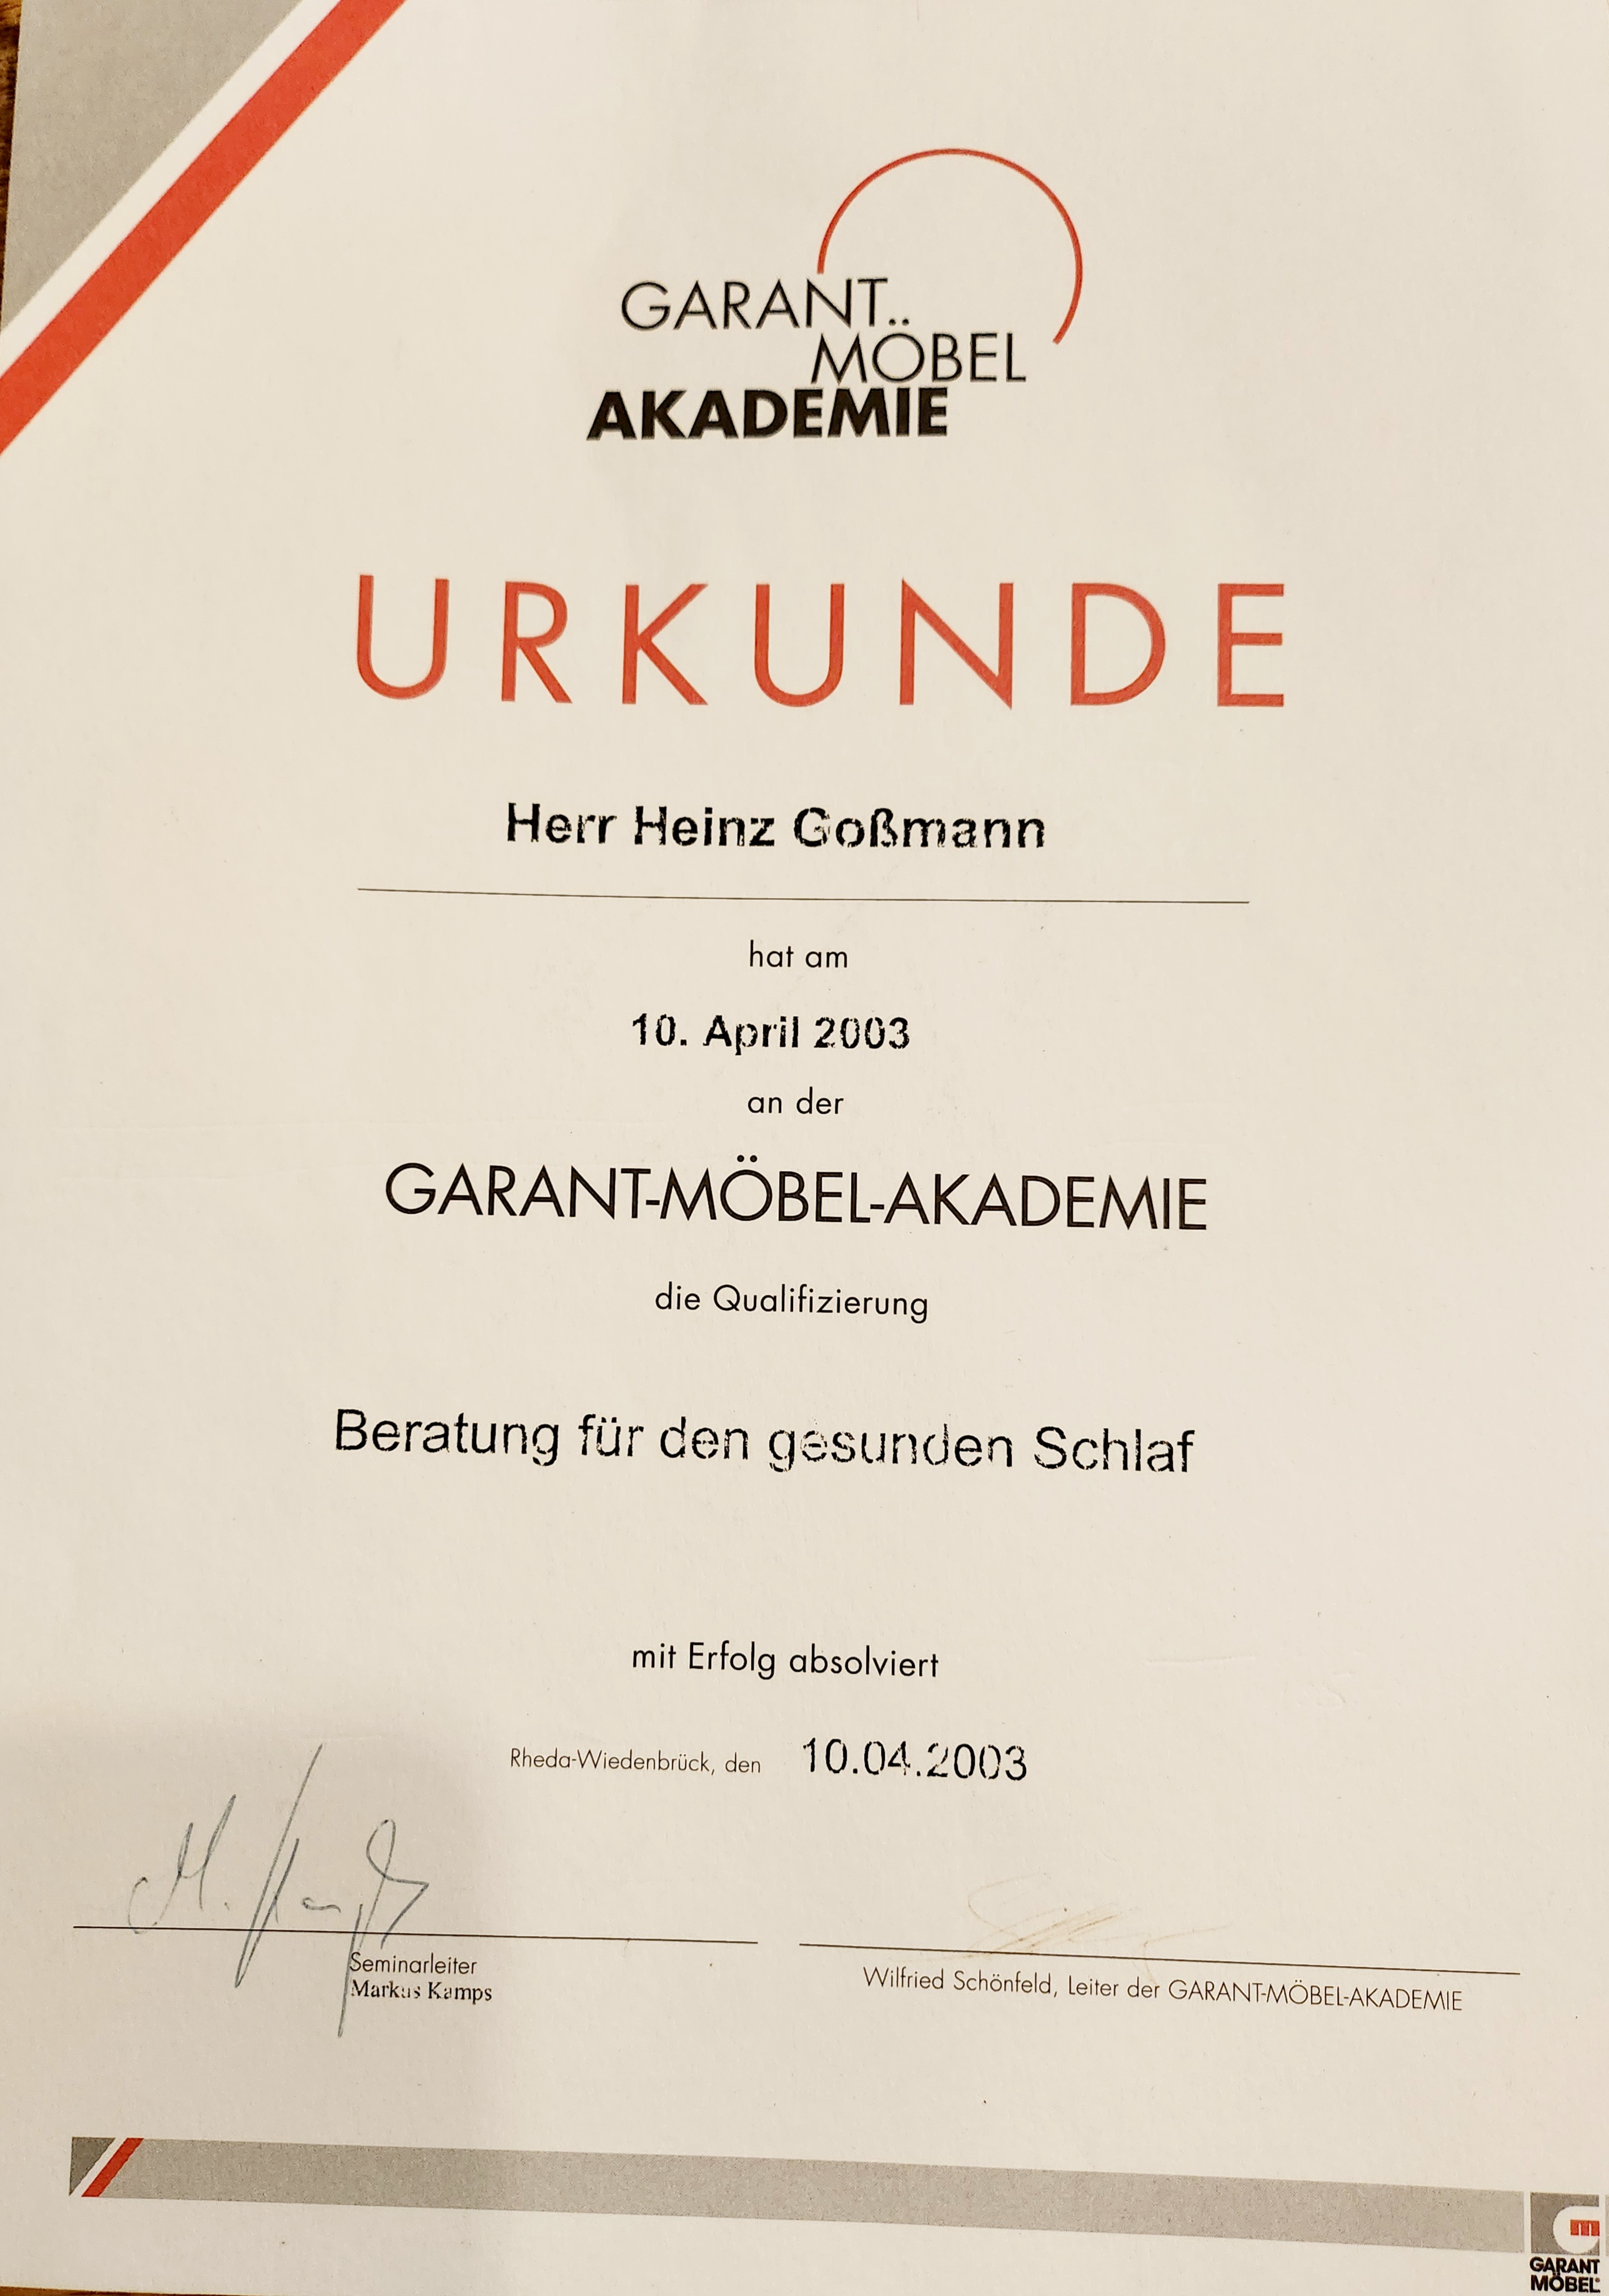 GARANT
MÖBEL
AKADEMIE
URKUNDE
Herr Heinz Goßmann
hat am
10. April 2003
an der
GARANT-MÖBEL-AKADEMIE
die Qualifizierung
Beratung für den gesunden Schlaf
mit Erfolg absolviert
Rheda-Wiedenbrück, den 10.04.2003
M. Kamps
Seminarleiter
Markus Kamps
Wilfried Schönfeld, Leiter der GARANT-MÖBEL-AKADEMIE
GARANT
MÖBEL®